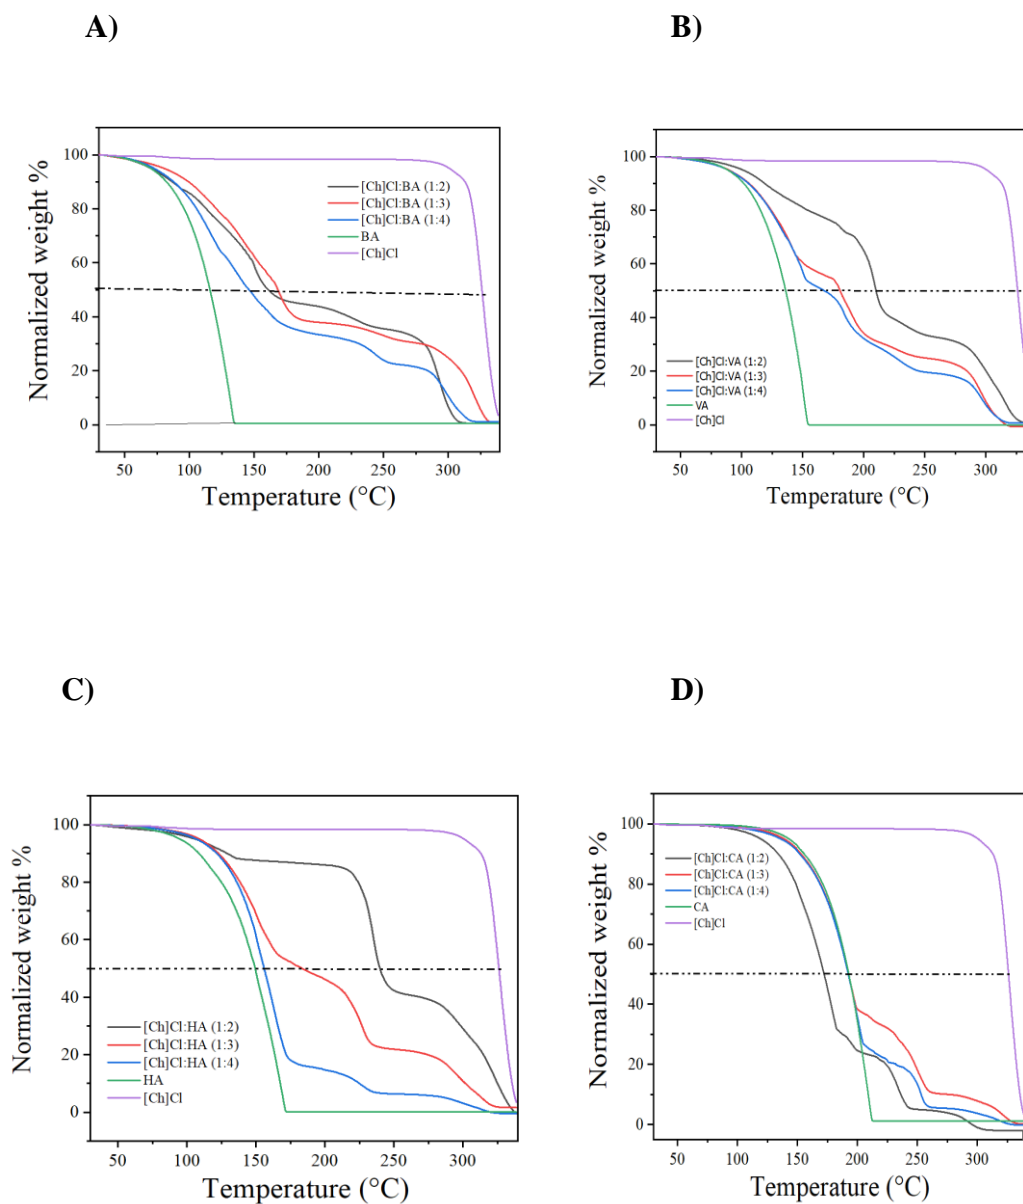 A)
B)
Normalized weight %
100
80
60
40
20
0
50
100
150
200
250
300
Temperature (°C)
[Ch]Cl:BA (1:2)
[Ch]Cl:BA (1:3)
[Ch]Cl:BA (1:4)
BA
[Ch]Cl
Normalized weight %
100
80
60
40
20
0
50
100
150
200
250
300
Temperature (°C)
[Ch]Cl:VA (1:2)
[Ch]Cl:VA (1:3)
[Ch]Cl:VA (1:4)
VA
[Ch]Cl
C)
D)
Normalized weight %
100
80
60
40
20
0
50
100
150
200
250
300
Temperature (°C)
[Ch]Cl:HA (1:2)
[Ch]Cl:HA (1:3)
[Ch]Cl:HA (1:4)
HA
[Ch]Cl
Normalized weight %
100
80
60
40
20
0
50
100
150
200
250
300
Temperature (°C)
[Ch]Cl:CA (1:2)
[Ch]Cl:CA (1:3)
[Ch]Cl:CA (1:4)
CA
[Ch]Cl